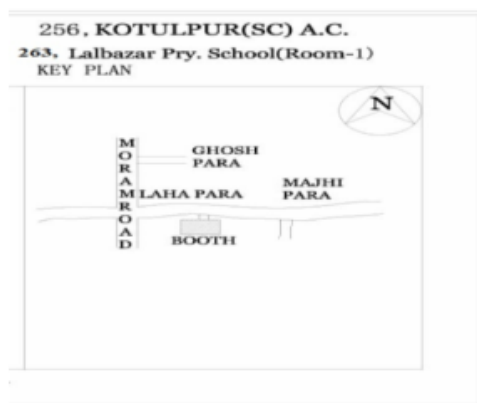 256, KOTULPUR(SC) A.C.
263. Lalbazar Pry. School(Room-1)
KEY PLAN
N
MORAM ROAD
GHOSH
PARA
LAHA PARA
MAJHI
PARA
BOOTH